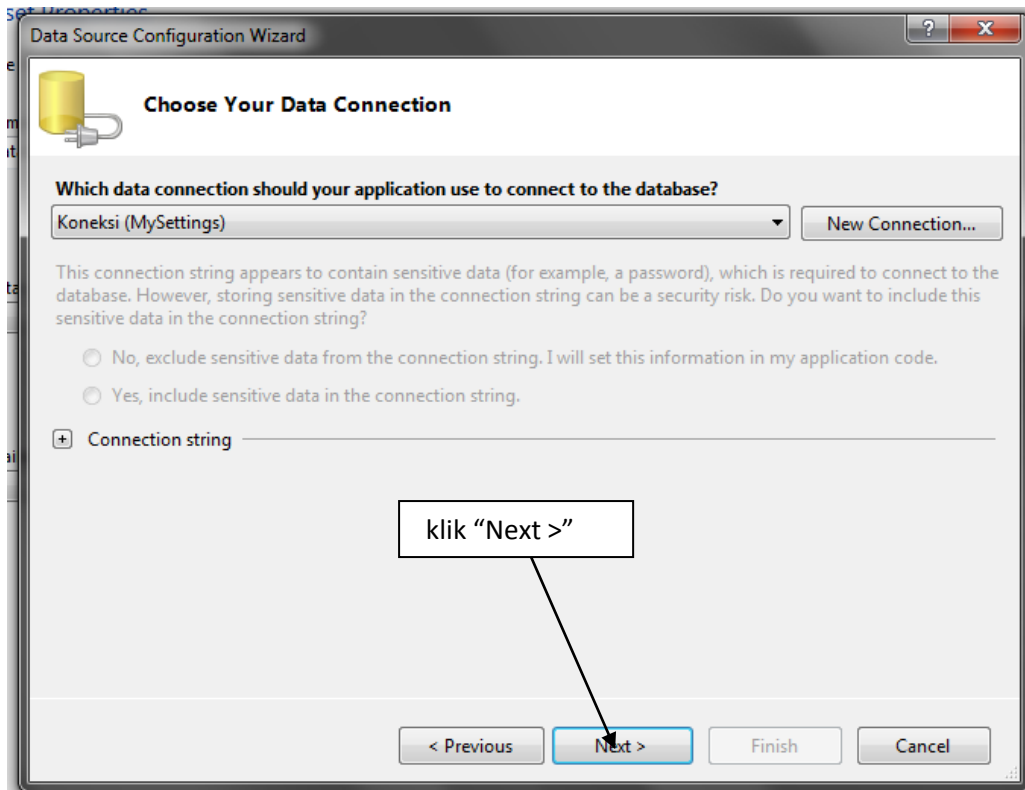 set Properties
Data Source Configuration Wizard
?
X
e
Choose Your Data Connection
m
at
Which data connection should your application use to connect to the database?
Koneksi (MySettings)
New Connection...
This connection string appears to contain sensitive data (for example, a password), which is required to connect to the
database. However, storing sensitive data in the connection string can be a security risk. Do you want to include this
sensitive data in the connection string?
ta
No, exclude sensitive data from the connection string. I will set this information in my application code.
Yes, include sensitive data in the connection string.
+ Connection string
ai
klik “Next >”
< Previous
Next >
Finish
Cancel